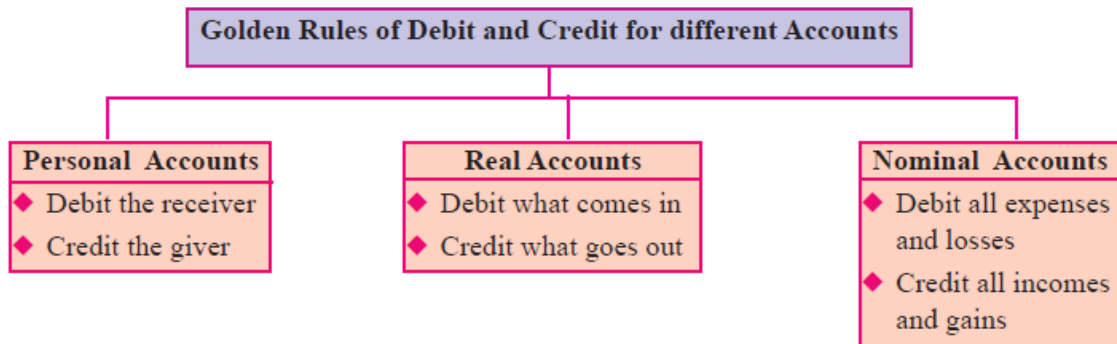 Golden Rules of Debit and Credit for different Accounts
Personal Accounts
◆ Debit the receiver
◆ Credit the giver
Real Accounts
◆ Debit what comes in
◆ Credit what goes out
Nominal Accounts
◆ Debit all expenses
and losses
◆ Credit all incomes
and gains